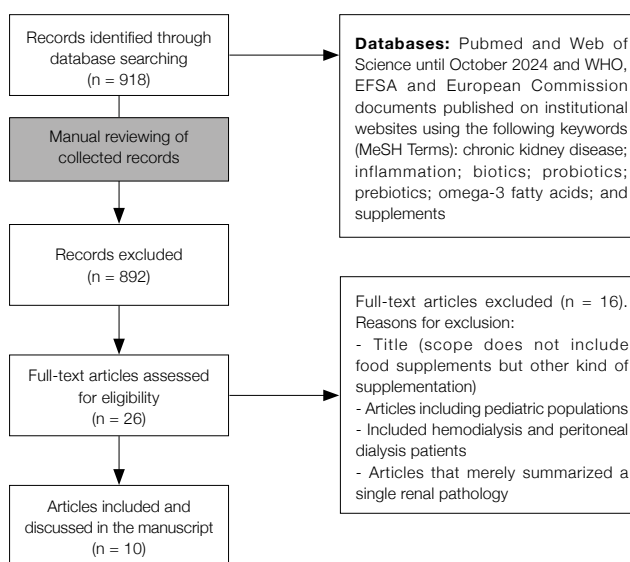 Records identified through
database searching
(n = 918)
Databases: Pubmed and Web of
Science until October 2024 and WHO,
EFSA and European Commission
documents published on institutional
websites using the following keywords
(MeSH Terms): chronic kidney disease;
inflammation; biotics; probiotics;
prebiotics; omega-3 fatty acids; and
supplements
Manual reviewing of
collected records
Records excluded
(n = 892)
Full-text articles assessed
for eligibility
(n = 26)
Full-text articles excluded (n = 16).
Reasons for exclusion:
- Title (scope does not include
food supplements but other kind of
supplementation)
- Articles including pediatric populations
- Included hemodialysis and peritoneal
dialysis patients
- Articles that merely summarized a
single renal pathology
Articles included and
discussed in the manuscript
(n = 10)